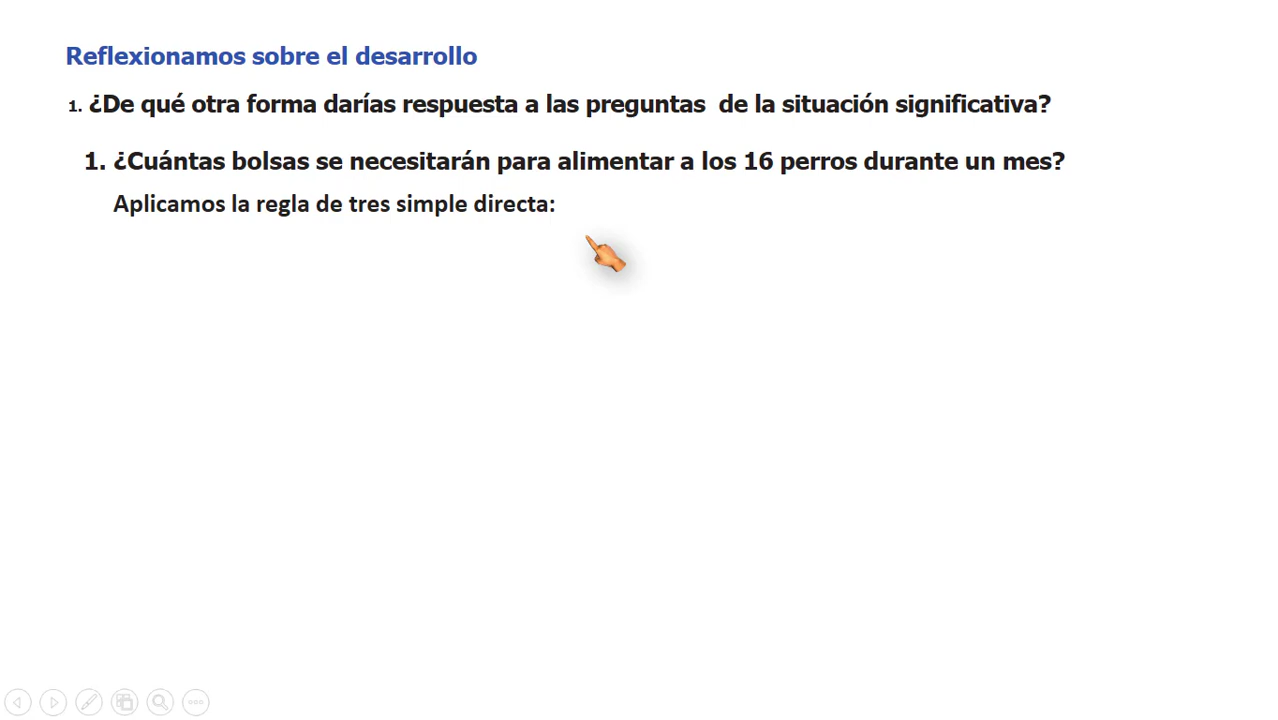 Reflexionamos sobre el desarrollo
1. ¿De qué otra forma darías respuesta a las preguntas de la situación significativa?
1. ¿Cuántas bolsas se necesitarán para alimentar a los 16 perros durante un mes?
Aplicamos la regla de tres simple directa: